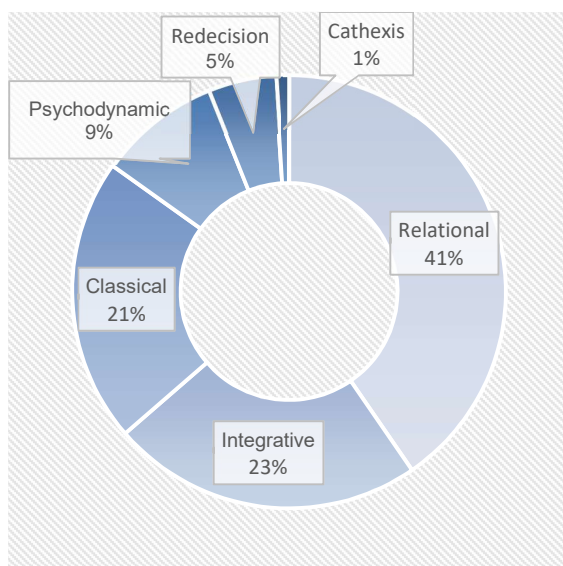 Redecision
5%
Cathexis
1%
Psychodynamic
9%
Relational
41%
Classical
21%
Integrative
23%